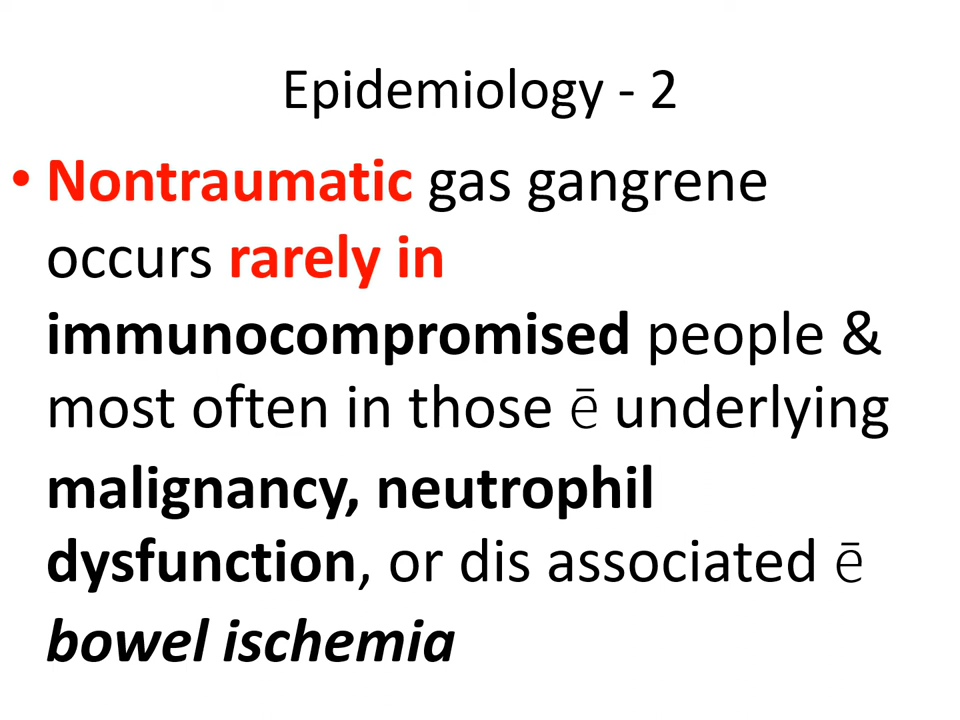 Epidemiology - 2
• Nontraumatic gas gangrene
occurs rarely in
immunocompromised people &
most often in those ē underlying
malignancy, neutrophil
dysfunction, or dis associated ē
bowel ischemia